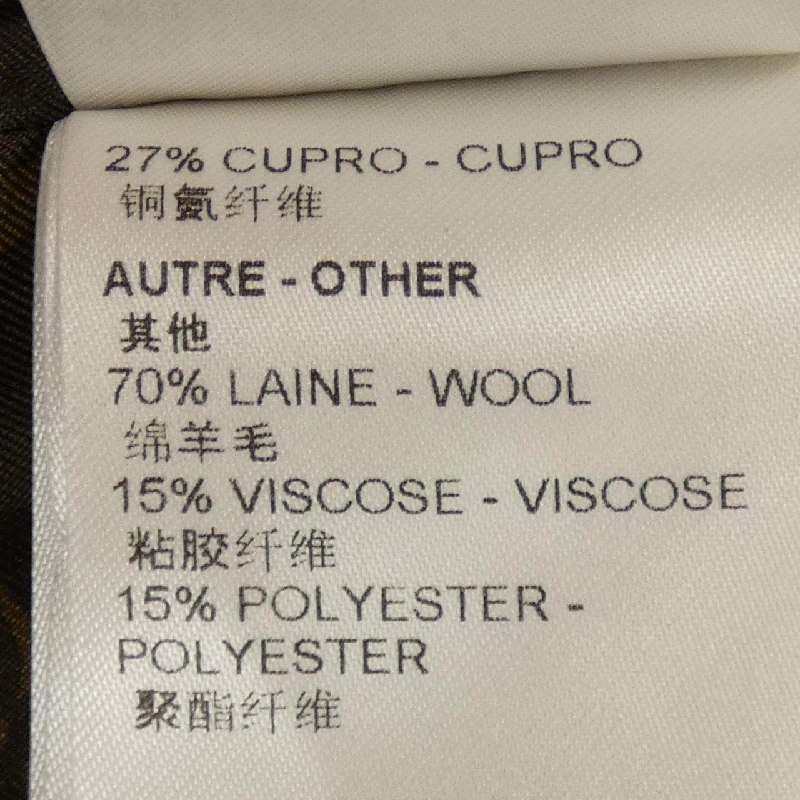 27% CUPRO - CUPRO
铜氨纤维
AUTRE - OTHER
其他
70% LAINE - WOOL
绵羊毛
15% VISCOSE - VISCOSE
粘胶纤维
15% POLYESTER -
POLYESTER
聚酯纤维